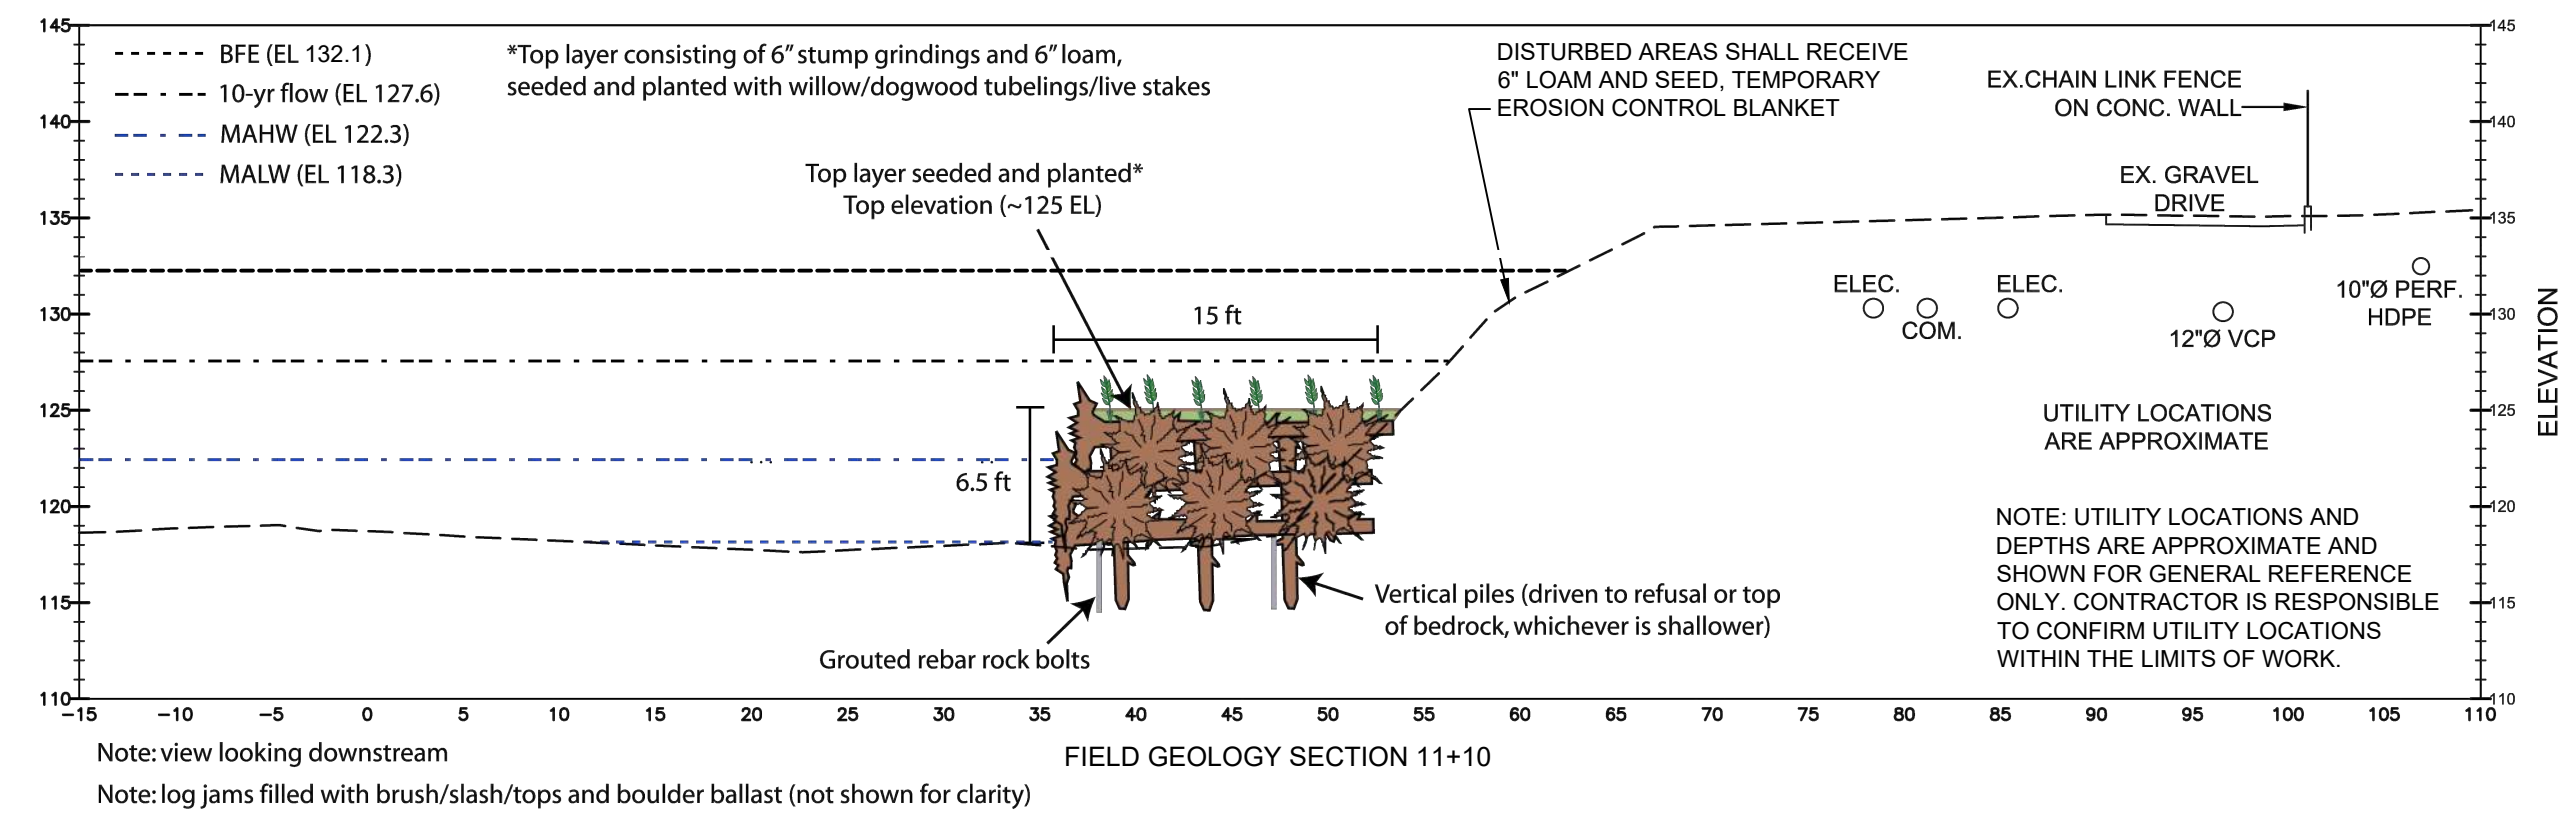 BFE (EL 132.1)
10-yr flow (EL 127.6)
MAHW (EL 122.3)
MALW (EL 118.3)
*Top layer consisting of 6” stump grindings and 6” loam,
seeded and planted with willow/dogwood tubelings/live stakes
Top layer seeded and planted*
Top elevation (~125 EL)
DISTURBED AREAS SHALL RECEIVE
6" LOAM AND SEED, TEMPORARY
EROSION CONTROL BLANKET
EX.CHAIN LINK FENCE
ON CONC. WALL
EX. GRAVEL
DRIVE
15 ft
6.5 ft
ELEC.
COM.
ELEC.
12"Ø VCP
10"Ø PERF.
HDPE
UTILITY LOCATIONS
ARE APPROXIMATE
NOTE: UTILITY LOCATIONS AND
DEPTHS ARE APPROXIMATE AND
SHOWN FOR GENERAL REFERENCE
ONLY. CONTRACTOR IS RESPONSIBLE
TO CONFIRM UTILITY LOCATIONS
WITHIN THE LIMITS OF WORK.
Vertical piles (driven to refusal or top
of bedrock, whichever is shallower)
Grouted rebar rock bolts
145
140
135
130
125
120
115
110
145
140
135
130
125
120
115
110
ELEVATION
−15 −10 −5 0 5 10 15 20 25 30 35 40 45 50 55 60 65 70 75 80 85 90 95 100 105 110
FIELD GEOLOGY SECTION 11+10
Note: view looking downstream
Note: log jams filled with brush/slash/tops and boulder ballast (not shown for clarity)